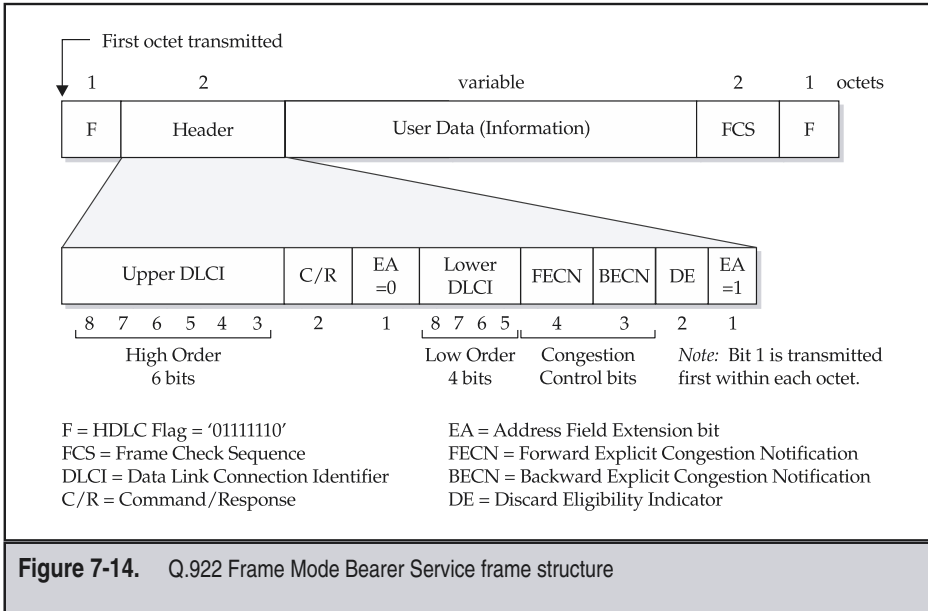 First octet transmitted
1 2 variable 2 1 octets
F Header User Data (Information) FCS F
Upper DLCI C/R EA =0 Lower DLCI FECN BECN DE EA =1
8 7 6 5 4 3 2 1 8 7 6 5 4 3 2 1
High Order 6 bits
Low Order 4 bits
Congestion Control bits
Note: Bit 1 is transmitted
first within each octet.
F = HDLC Flag = '01111110'
FCS = Frame Check Sequence
DLCI = Data Link Connection Identifier
C/R = Command/Response
EA = Address Field Extension bit
FECN = Forward Explicit Congestion Notification
BECN = Backward Explicit Congestion Notification
DE = Discard Eligibility Indicator
Figure 7-14. Q.922 Frame Mode Bearer Service frame structure